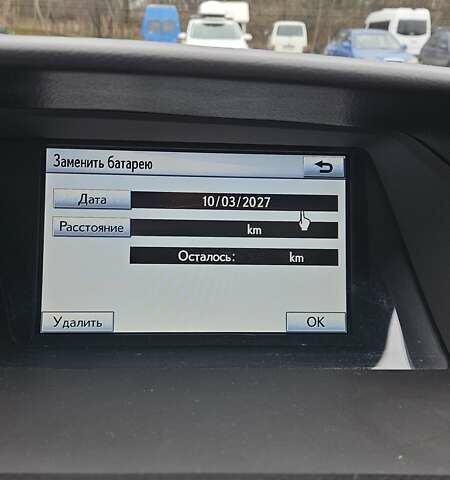 Заменить батарею
Дата 10/03/2027
Расстояние km
Осталось: km
Удалить OK